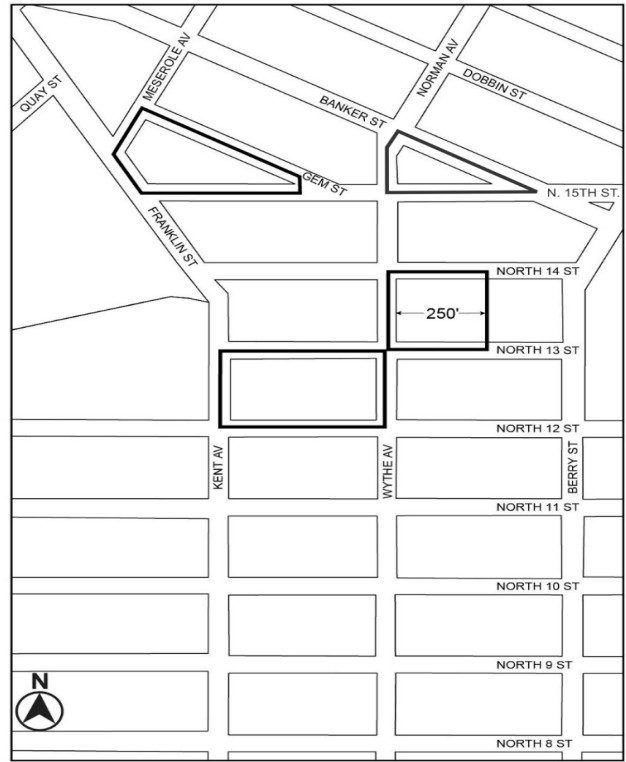 MESEROLE AV
NORMAN AV
QUAY ST
DOBBIN ST
BANKER ST
GEM ST
N. 15TH ST.
FRANKLIN ST
NORTH 14 ST
250'
NORTH 13 ST
NORTH 12 ST
KENT AV
WYTHE AV
BERRY ST
NORTH 11 ST
NORTH 10 ST
NORTH 9 ST
N
NORTH 8 ST